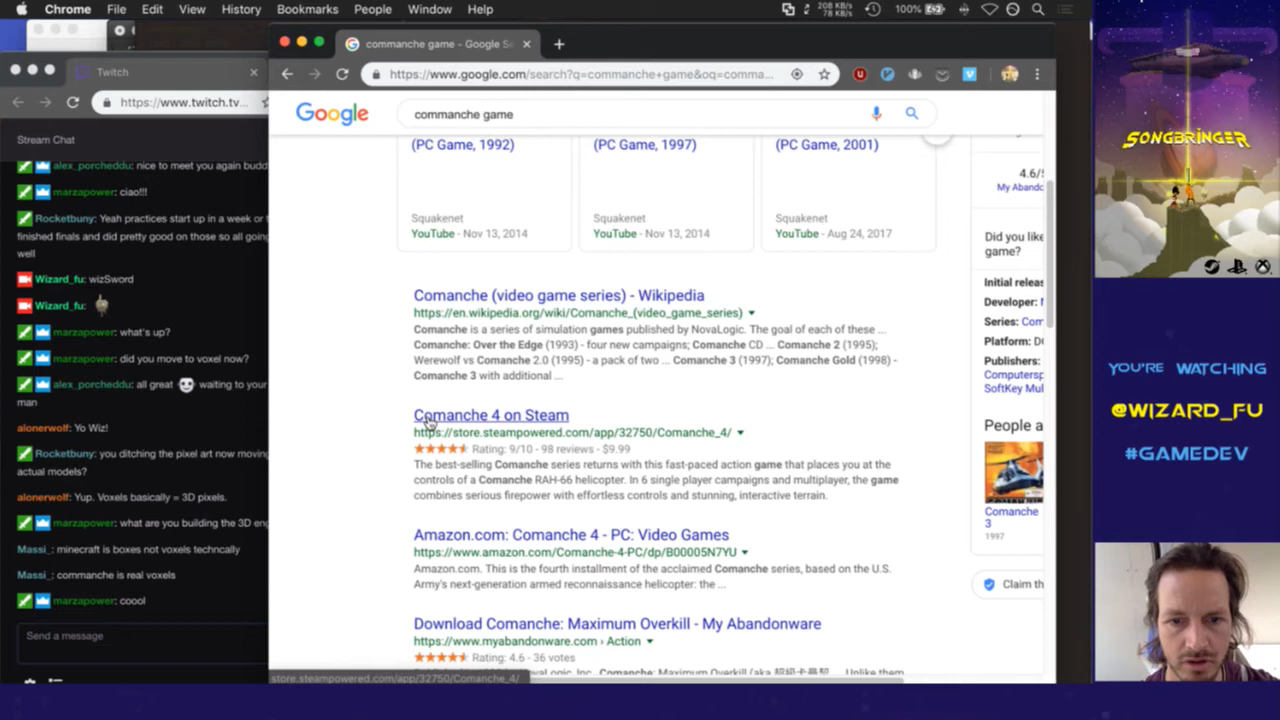 Chrome File Edit View History Bookmarks People Window Help
208 KB/s
78 KB/s
100%
commanche game - Google Se
Twitch
https://www.twitch.tv...
https://www.google.com/search?q=commanche+game&oq=comma...
Google
commanche game
Stream Chat
alex_porcheddu: nice to meet you again budd
marzapower: ciao!!!
Rocketbuny: Yeah practices start up in a week or t
finished finals and did pretty good on those so all going
well
Wizard_fu: wizSword
Wizard_fu:
marzapower: what's up?
marzapower: did you move to voxel now?
alex_porcheddu: all great waiting to your
man
alonerwolf: Yo Wiz!
Rocketbuny: you ditching the pixel art now moving
actual models?
alonerwolf: Yup. Voxels basically = 3D pixels.
marzapower: what are you building the 3D eng
Massi_: minecraft is boxes not voxels techncally
Massi_: commanche is real voxels
marzapower: coool
Send a message
(PC Game, 1992)
(PC Game, 1997)
(PC Game, 2001)
Squakenet
YouTube - Nov 13, 2014
Squakenet
YouTube - Nov 13, 2014
Squakenet
YouTube - Aug 24, 2017
Comanche (video game series) - Wikipedia
https://en.wikipedia.org/wiki/Comanche_(video_game_series)
Comanche is a series of simulation games published by NovaLogic. The goal of each of these ...
Comanche: Over the Edge (1993) - four new campaigns; Comanche CD ... Comanche 2 (1995);
Werewolf vs Comanche 2.0 (1995) - a pack of two ... Comanche 3 (1997); Comanche Gold (1998) -
Comanche 3 with additional ...
Comanche 4 on Steam
https://store.steampowered.com/app/32750/Comanche_4/
Rating: 9/10 - 98 reviews - $9.99
The best-selling Comanche series returns with this fast-paced action game that places you at the
controls of a Comanche RAH-66 helicopter. In 6 single player campaigns and multiplayer, the game
combines serious firepower with effortless controls and stunning, interactive terrain.
Amazon.com: Comanche 4 - PC: Video Games
https://www.amazon.com/Comanche-4-PC/dp/B00005N7YU
Amazon.com. This is the fourth installment of the acclaimed Comanche series, based on the U.S.
Army's next-generation armed reconnaissance helicopter: the ...
Download Comanche: Maximum Overkill - My Abandonware
https://www.myabandonware.com › Action
Rating: 4.6 - 36 votes
store.steampowered.com/app/32750/Comanche_4/
4.6/5
My Abando
Did you like
game?
Initial releas
Developer: N
Series: Com
Platform: DO
Publishers:
Computersp
SoftKey Mul
People a
Comanche
3
1997
Claim th
SONGBRINGER
YOU'RE WATCHING
@WIZARD_FU
#GAMEDEV